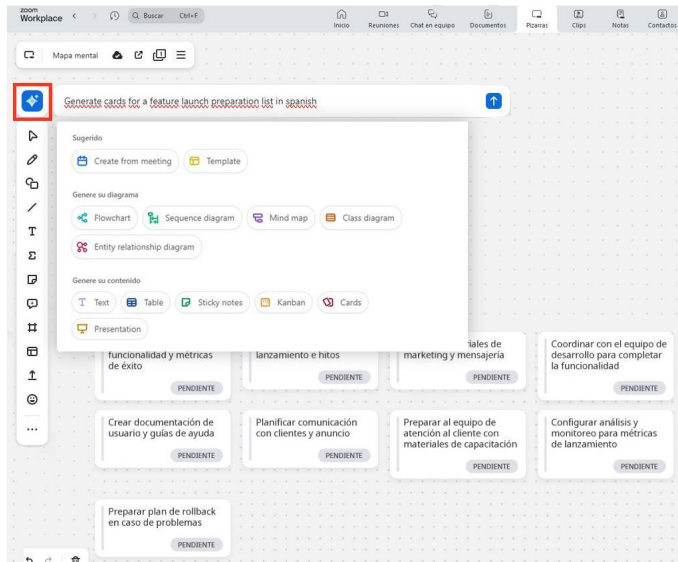 zoom
Workplace
Buscar Ctrl+F
Inicio
Reuniones
Chat en equipo
Documentos
Pizarras
Clips
Notas
Contactos
Mapa mental
1
Generate cards for a feature launch preparation list in spanish
Sugerido
Create from meeting
Template
Genere su diagrama
Flowchart
Sequence diagram
Mind map
Class diagram
Entity relationship diagram
Genere su contenido
T Text
Table
Sticky notes
Kanban
Cards
Presentation
T
Σ
funcionalidad y métricas
de éxito
PENDIENTE
lanzamiento e hitos
PENDIENTE
marketing y mensajería
PENDIENTE
Coordinar con el equipo de
desarrollo para completar
la funcionalidad
PENDIENTE
Crear documentación de
usuario y guías de ayuda
PENDIENTE
Planificar comunicación
con clientes y anuncio
PENDIENTE
Preparar al equipo de
atención al cliente con
materiales de capacitación
PENDIENTE
Configurar análisis y
monitoreo para métricas
de lanzamiento
PENDIENTE
Preparar plan de rollback
en caso de problemas
PENDIENTE